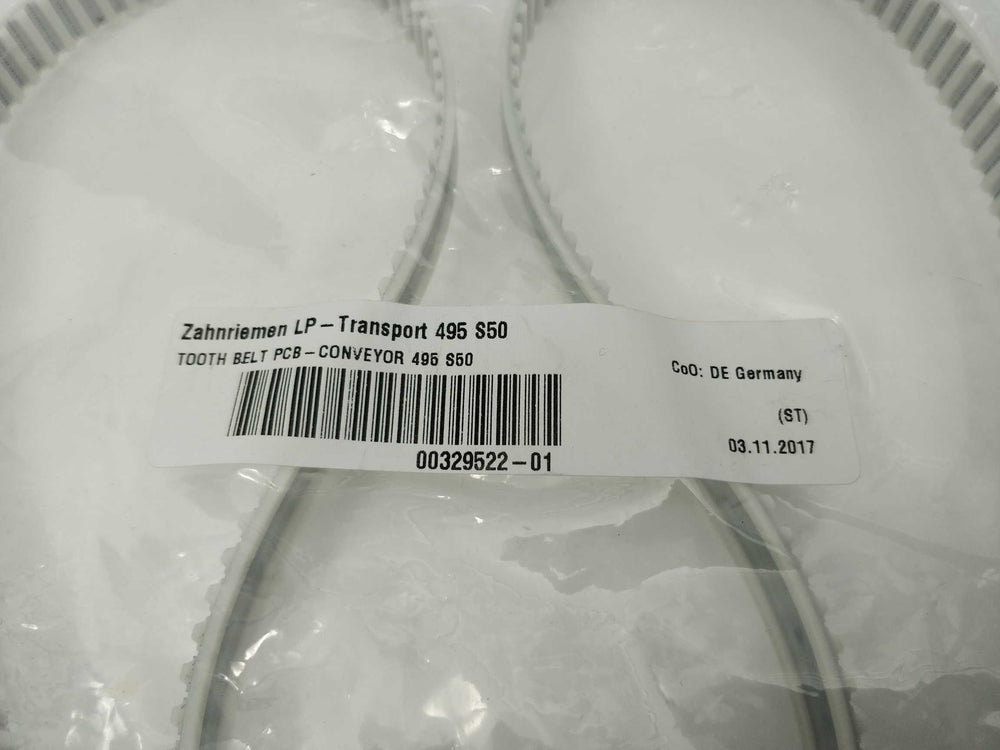 Zahnriemen LP-Transport 495 S50
TOOTH BELT PCB-CONVEYOR 495 S50
00329522-01
CoO: DE Germany
(ST)
03.11.2017